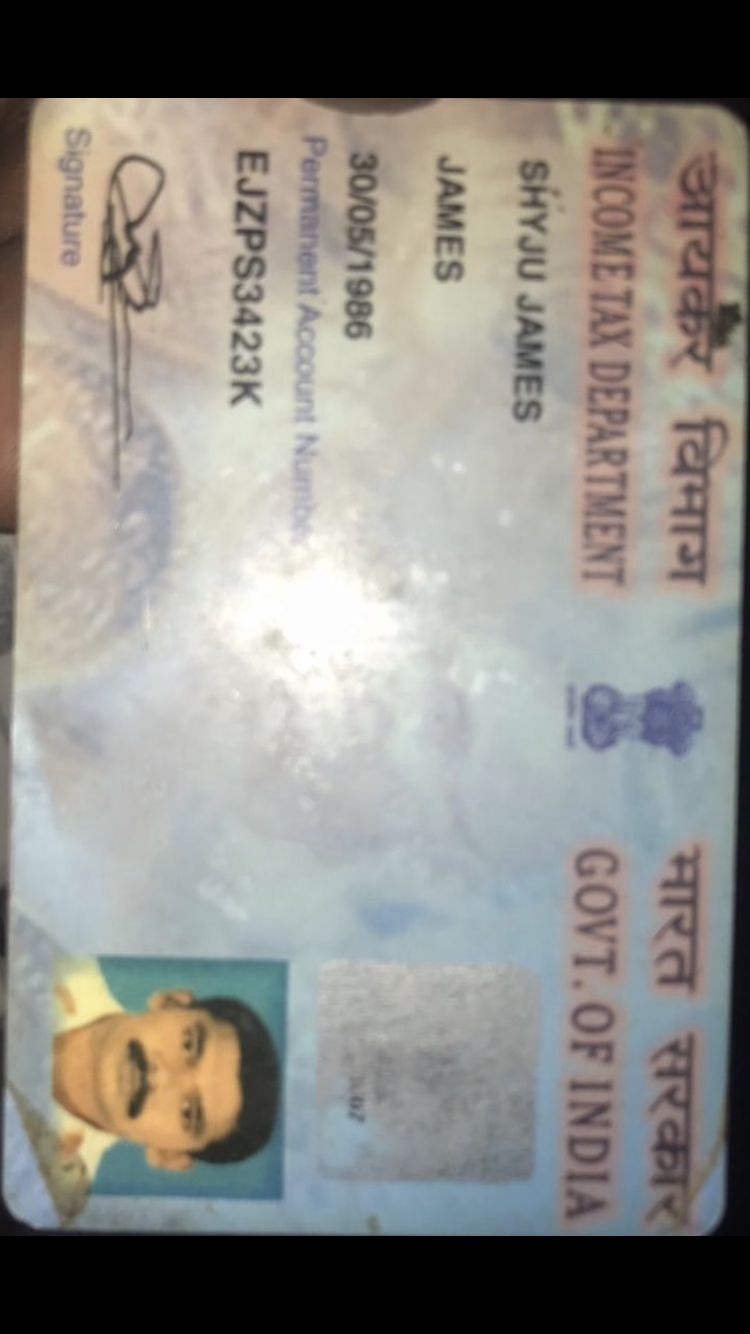 आयकर विभाग
INCOME TAX DEPARTMENT
भारत सरकार
GOVT. OF INDIA
SHYJU JAMES
JAMES
30/05/1986
Permanent Account Number
EJZPS3423K
Signature